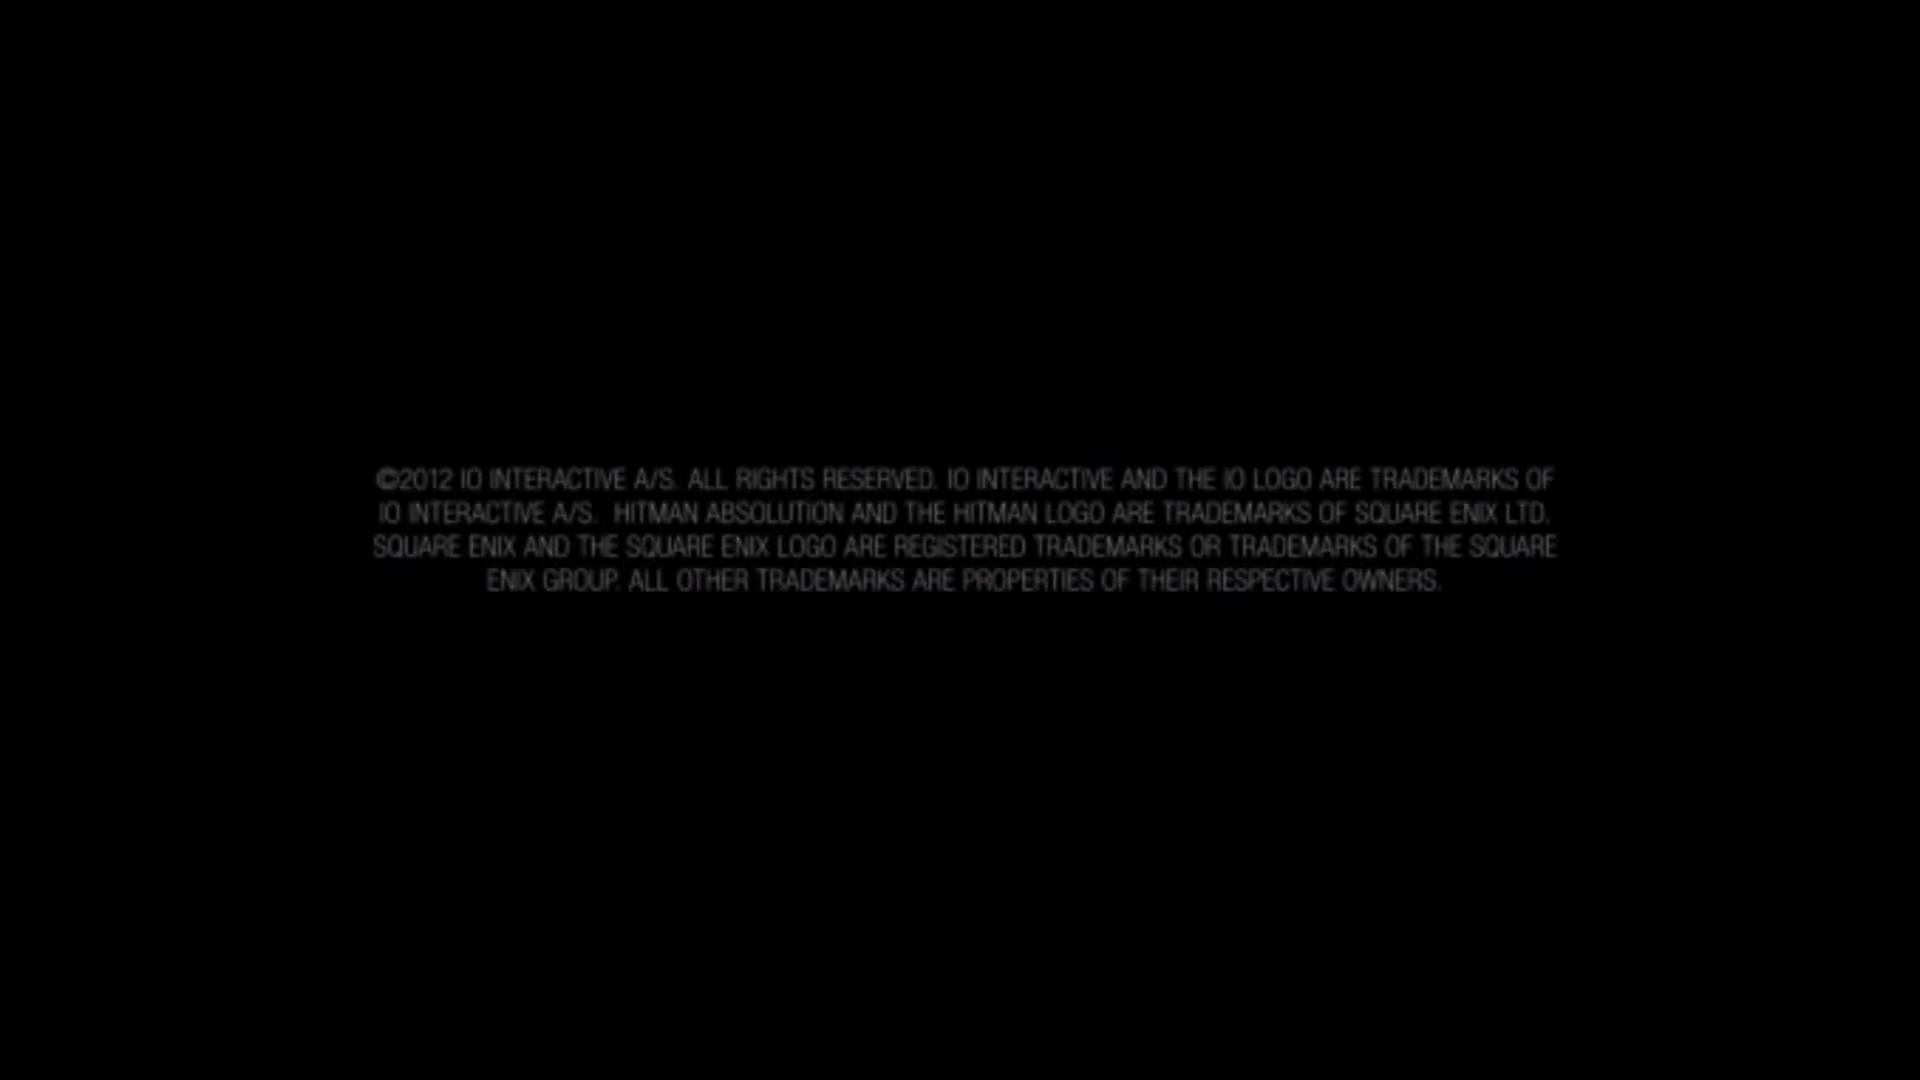 ©2012 IO INTERACTIVE A/S. ALL RIGHTS RESERVED. IO INTERACTIVE AND THE IO LOGO ARE TRADEMARKS OF
IO INTERACTIVE A/S.  HITMAN ABSOLUTION AND THE HITMAN LOGO ARE TRADEMARKS OF SQUARE ENIX LTD.
SQUARE ENIX AND THE SQUARE ENIX LOGO ARE REGISTERED TRADEMARKS OR TRADEMARKS OF THE SQUARE
ENIX GROUP. ALL OTHER TRADEMARKS ARE PROPERTIES OF THEIR RESPECTIVE OWNERS.